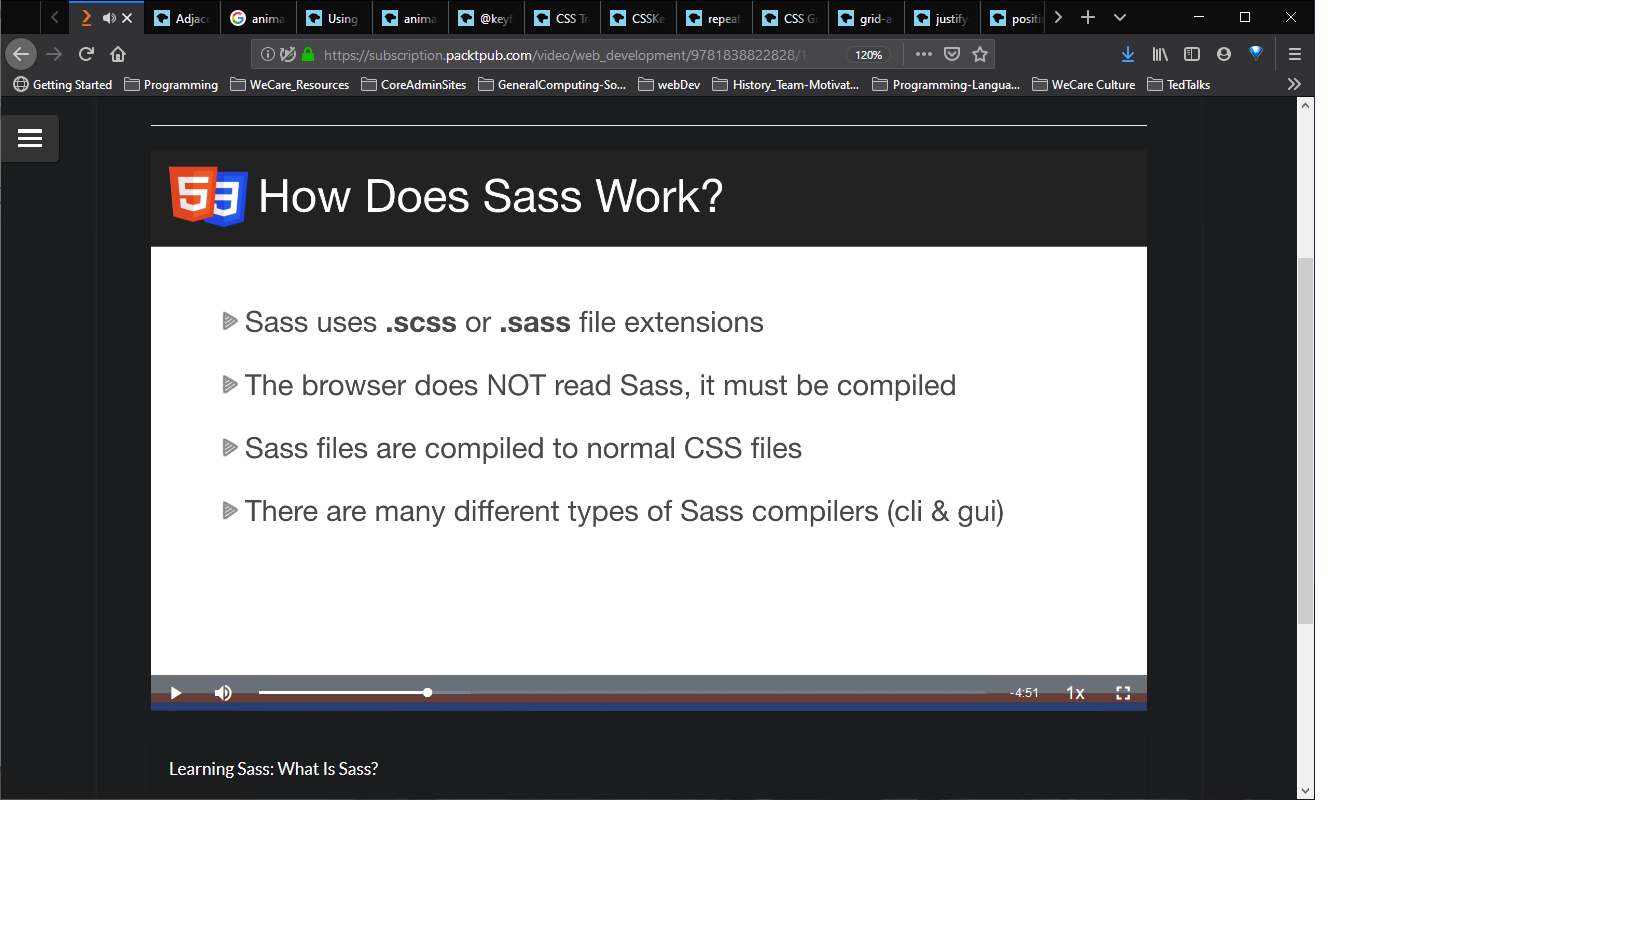 Adjac
anima
Using
anima
@keyf
CSS Tr
CSSKe
repeat
CSS G
grid-a
justify
positi
https://subscription.packtpub.com/video/web_development/9781838822828/1
120%
Getting Started
Programming
WeCare_Resources
CoreAdminSites
GeneralComputing-So...
webDev
History_Team-Motivat...
Programming-Langua...
WeCare Culture
TedTalks
5 3 How Does Sass Work?
Sass uses .scss or .sass file extensions
The browser does NOT read Sass, it must be compiled
Sass files are compiled to normal CSS files
There are many different types of Sass compilers (cli & gui)
-4:51
1x
Learning Sass: What Is Sass?